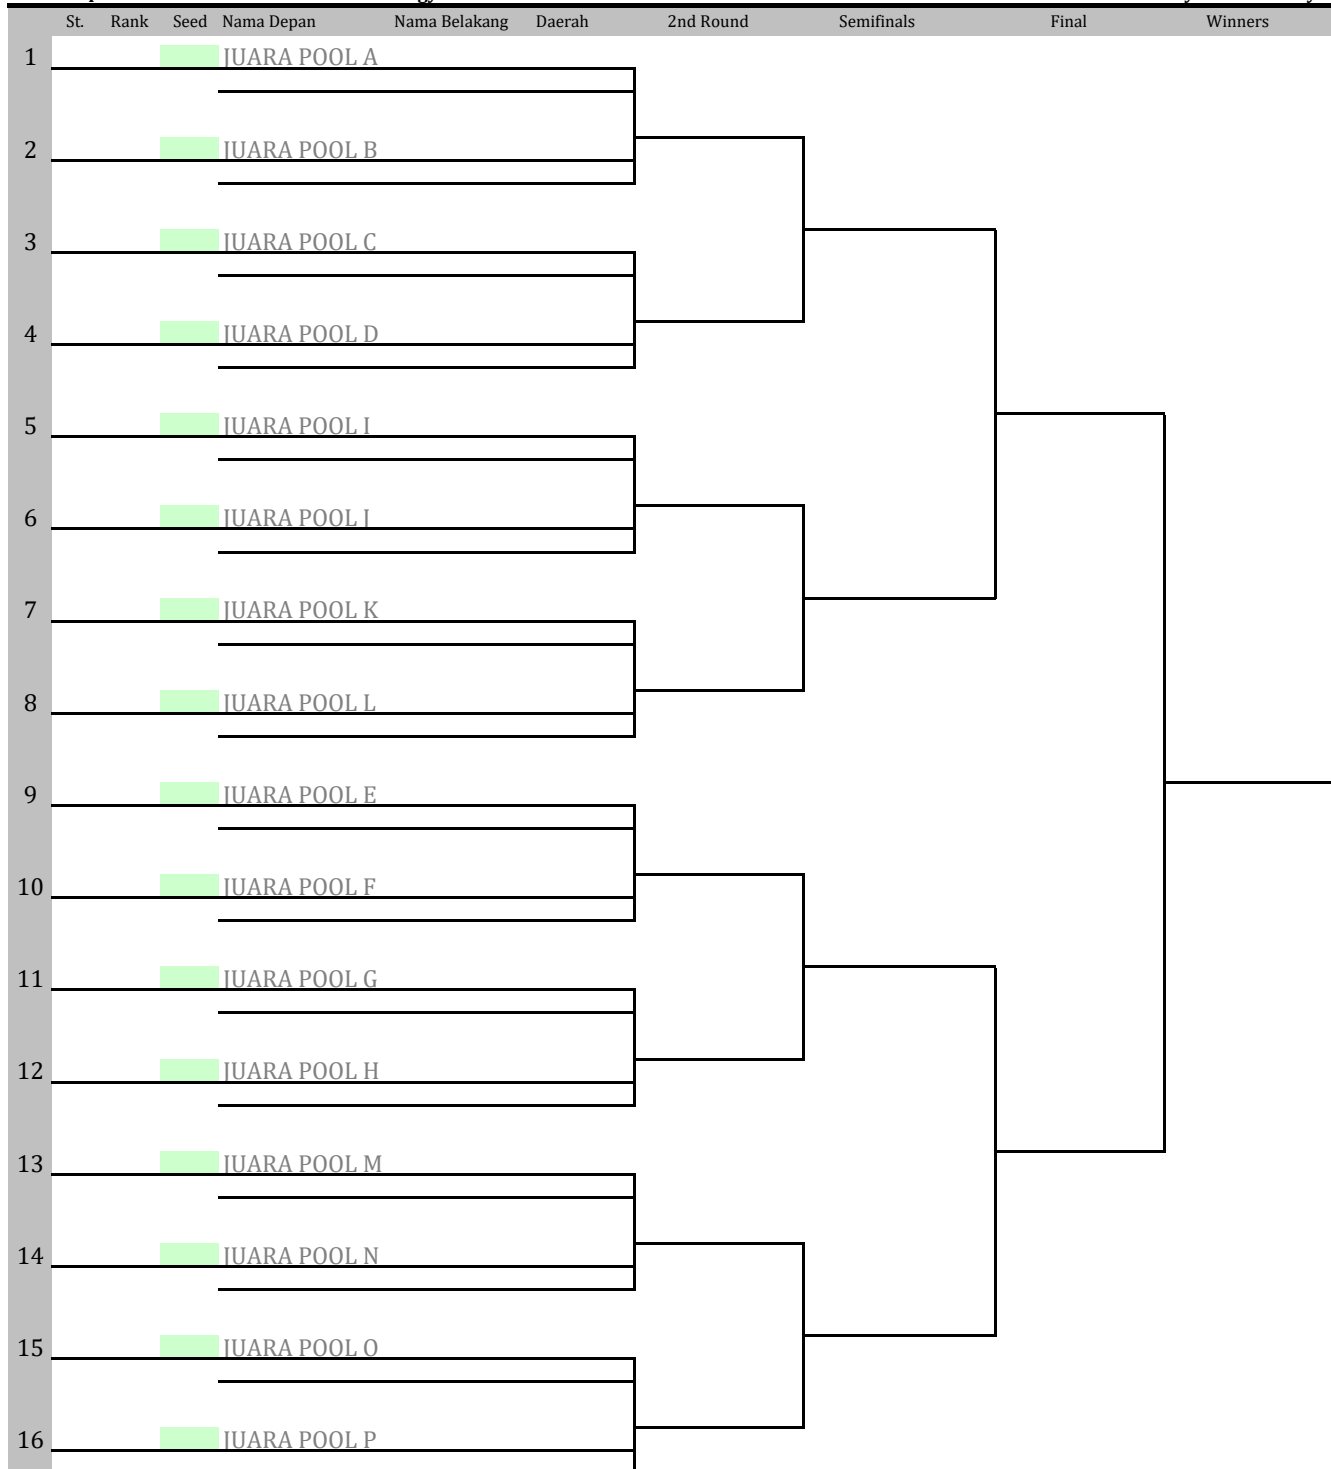 St. Rank Seed Nama Depan Nama Belakang Daerah 2nd Round Semifinals Final Winners
1 JUARA POOL A
2 JUARA POOL B
3 JUARA POOL C
4 JUARA POOL D
5 JUARA POOL I
6 JUARA POOL J
7 JUARA POOL K
8 JUARA POOL L
9 JUARA POOL E
10 JUARA POOL F
11 JUARA POOL G
12 JUARA POOL H
13 JUARA POOL M
14 JUARA POOL N
15 JUARA POOL O
16 JUARA POOL P